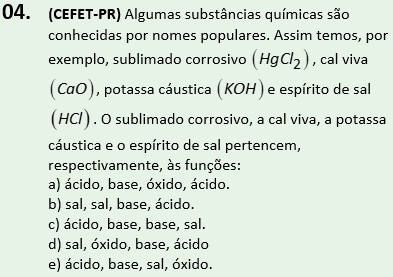 04. (CEFET-PR) Algumas substâncias químicas são
conhecidas por nomes populares. Assim temos, por
exemplo, sublimado corrosivo (HgCl₂), cal viva
(CaO), potassa cáustica (KOH) e espírito de sal
(HCl). O sublimado corrosivo, a cal viva, a potassa
cáustica e o espírito de sal pertencem,
respectivamente, às funções:
a) ácido, base, óxido, ácido.
b) sal, sal, base, ácido.
c) ácido, base, base, sal.
d) sal, óxido, base, ácido
e) ácido, base, sal, óxido.